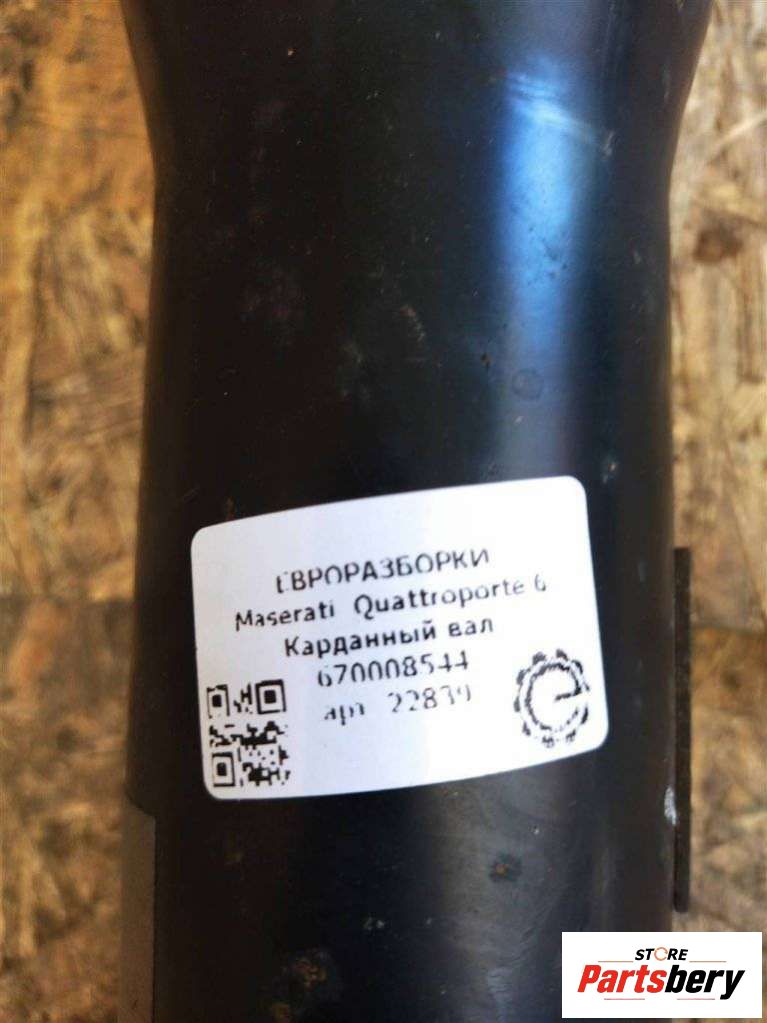 ЕВРОРАЗБОРКИ
Maserati Quattroporte 6
Карданный вал
670008544
арт 22839
STORE
Partsbery